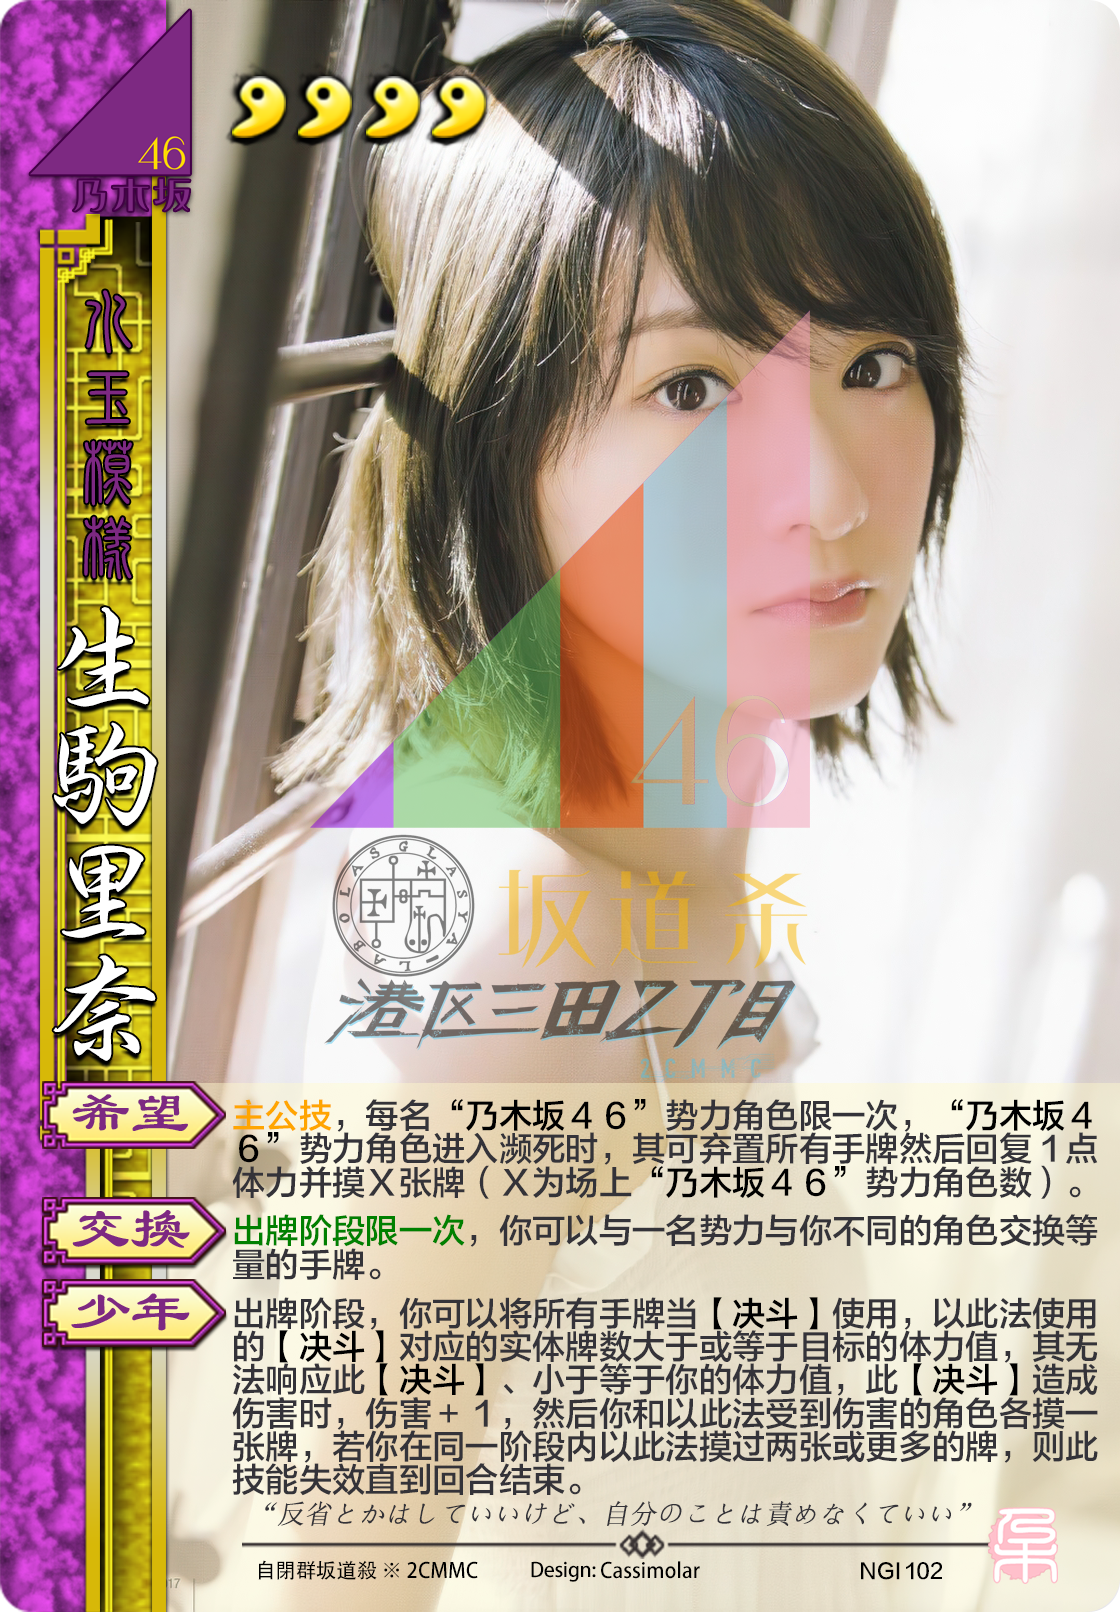 46
乃木坂
水玉模樣
生駒里奈
46
GLASYA-LABOLAS
坂道杀
港区三田乙丁目
2CMMC
希望
主公技，每名“乃木坂４６”势力角色限一次，“乃木坂４
６”势力角色进入濒死时，其可弃置所有手牌然后回复１点
体力并摸Ｘ张牌（Ｘ为场上“乃木坂４６”势力角色数）。
交換
出牌阶段限一次，你可以与一名势力与你不同的角色交换等
量的手牌。
少年
出牌阶段，你可以将所有手牌当【决斗】使用，以此法使用
的【决斗】对应的实体牌数大于或等于目标的体力值，其无
法响应此【决斗】、小于等于你的体力值，此【决斗】造成
伤害时，伤害＋１，然后你和以此法受到伤害的角色各摸一
张牌，若你在同一阶段内以此法摸过两张或更多的牌，则此
技能失效直到回合结束。
“反省とかはしていいけど、自分のことは責めなくていい”
自閉群坂道殺 ※ 2CMMC Design: Cassimolar NGI102